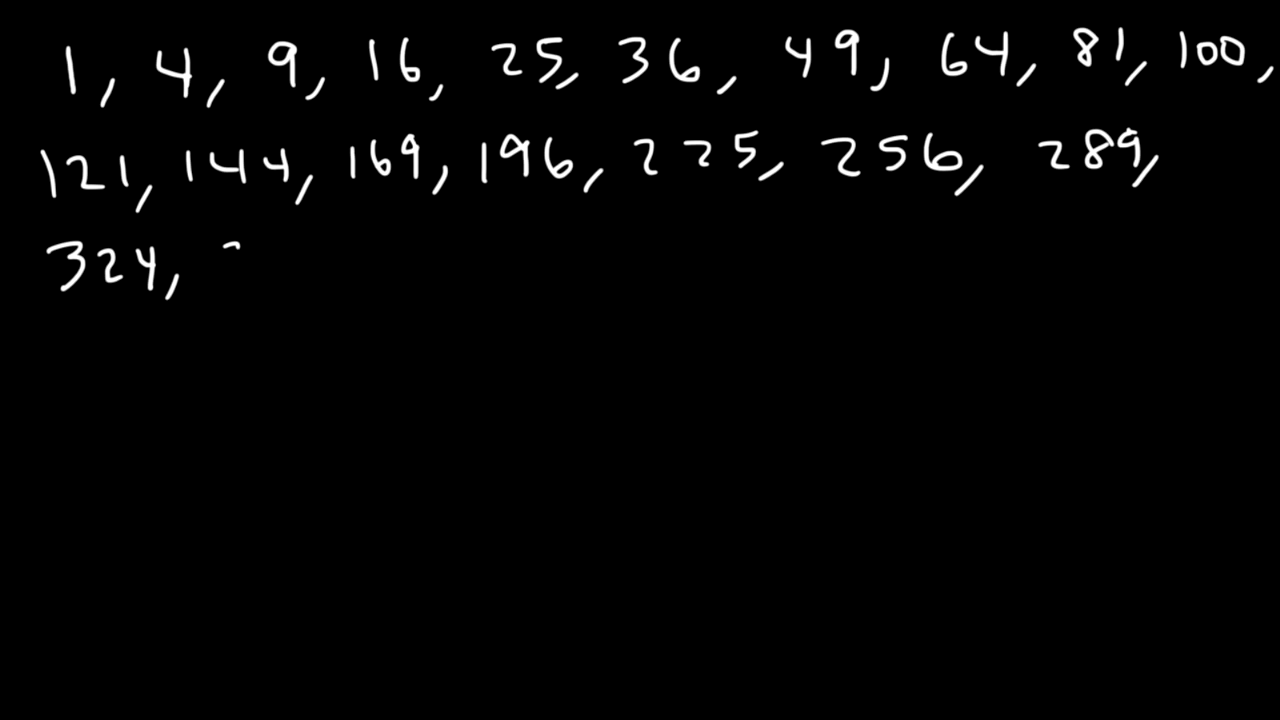 1, 4, 9, 16, 25, 36, 49, 64, 81, 100,
121, 144, 169, 196, 225, 256, 289,
324,